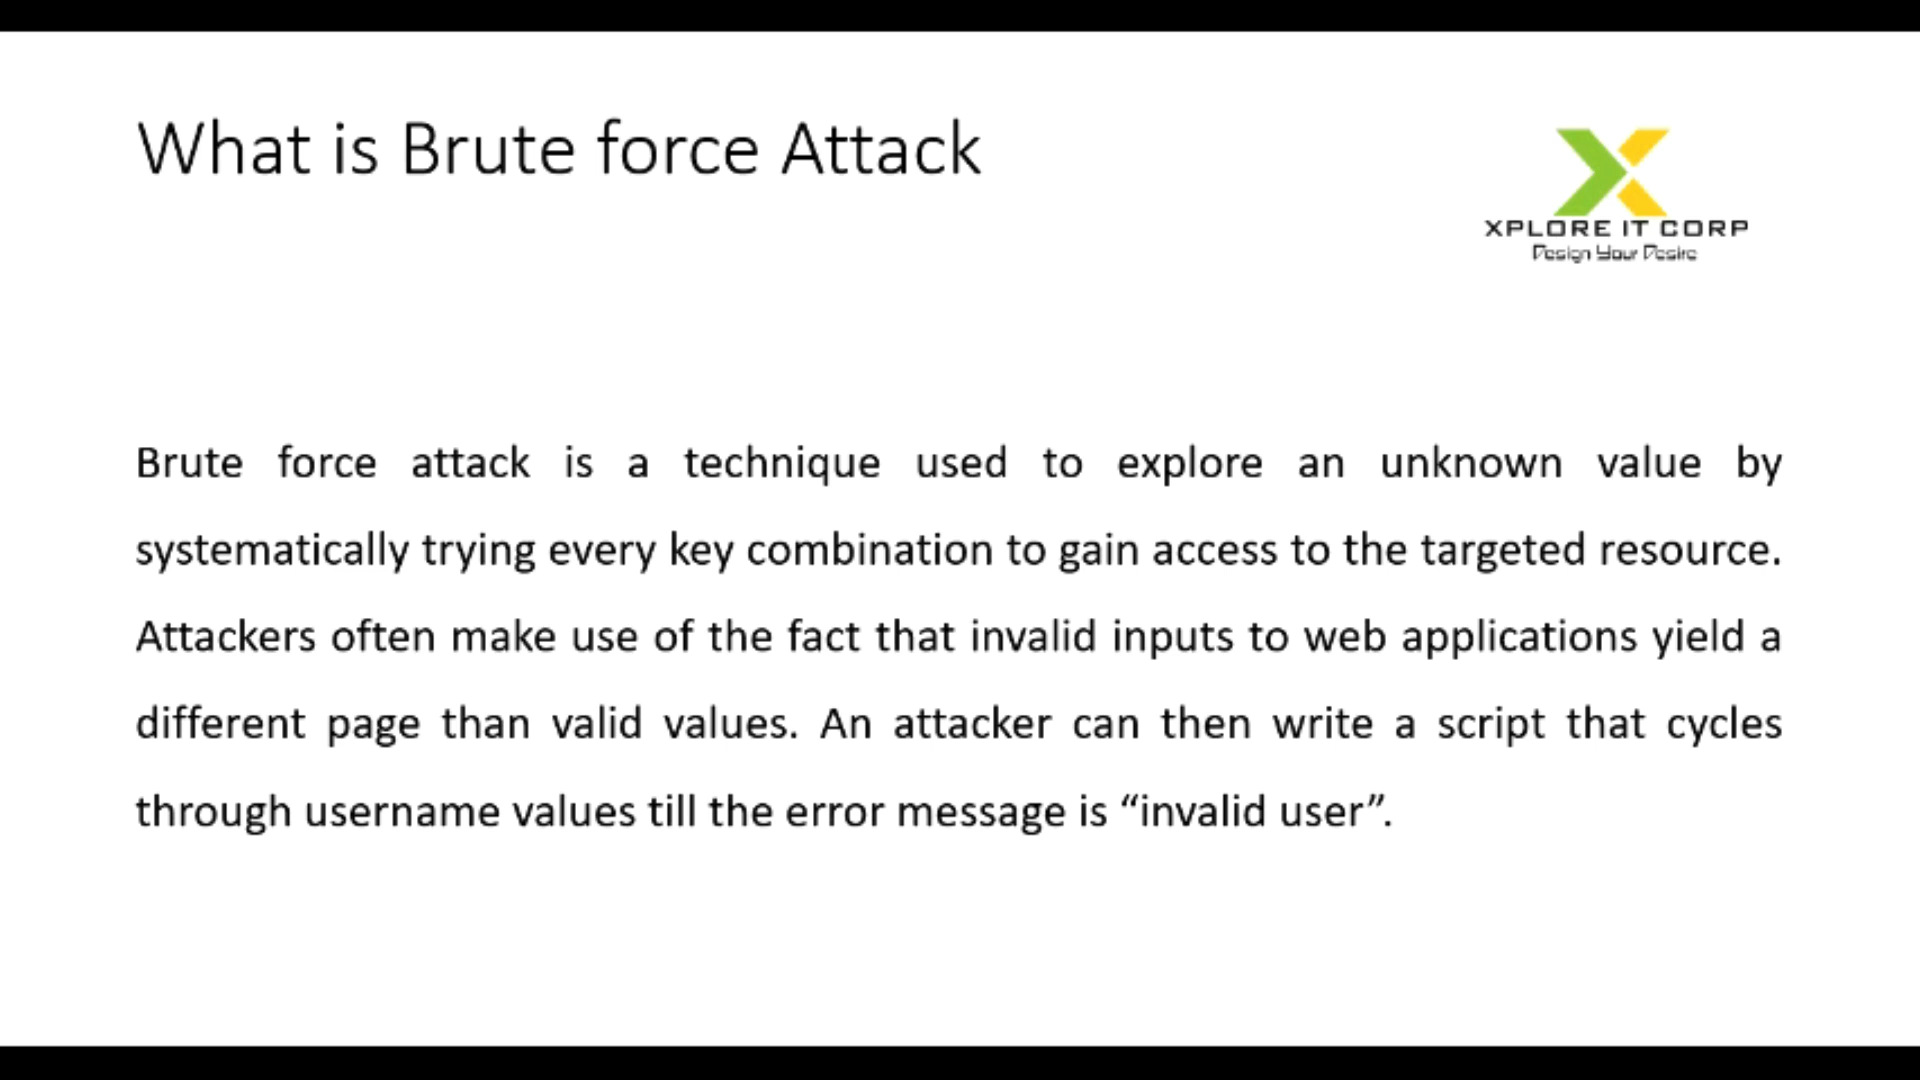 What is Brute force Attack
XPLORE IT CORP
Design Your Desire
Brute force attack is a technique used to explore an unknown value by
systematically trying every key combination to gain access to the targeted resource.
Attackers often make use of the fact that invalid inputs to web applications yield a
different page than valid values. An attacker can then write a script that cycles
through username values till the error message is “invalid user”.